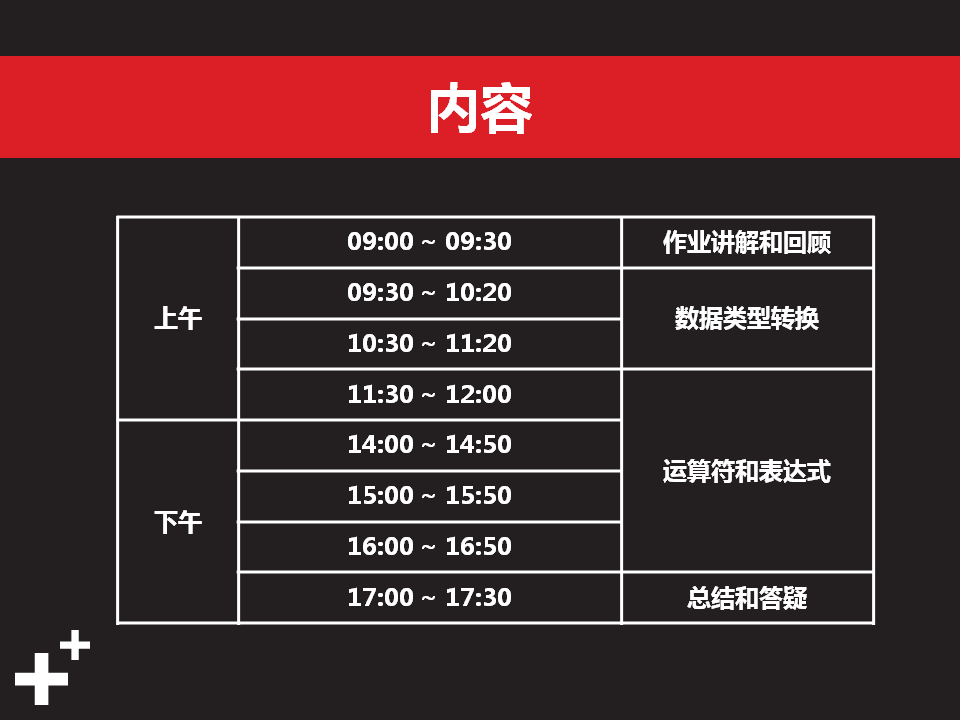 内容
上午
09:00 ~ 09:30
作业讲解和回顾
09:30 ~ 10:20
数据类型转换
10:30 ~ 11:20
11:30 ~ 12:00
运算符和表达式
下午
14:00 ~ 14:50
15:00 ~ 15:50
16:00 ~ 16:50
17:00 ~ 17:30
总结和答疑